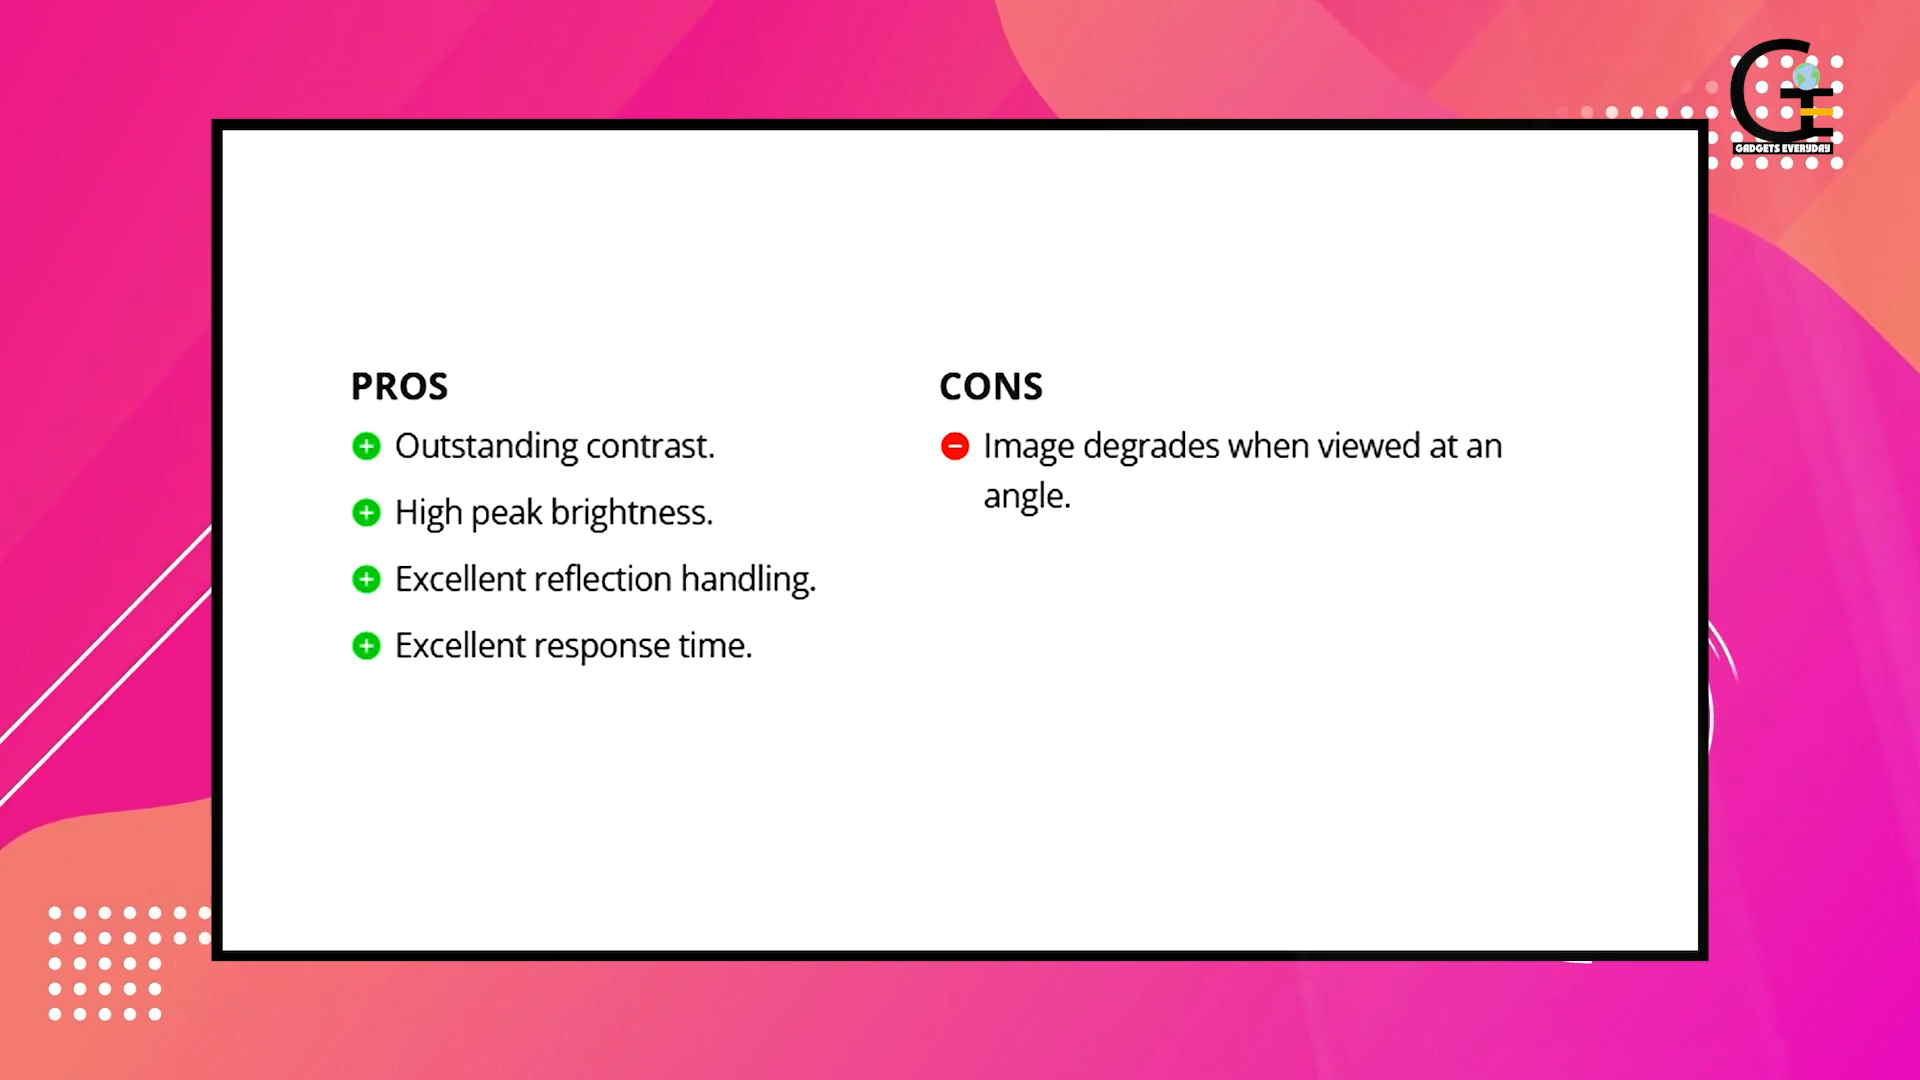 GADGETS EVERYDAY
PROS
Outstanding contrast.
High peak brightness.
Excellent reflection handling.
Excellent response time.
CONS
Image degrades when viewed at an
angle.